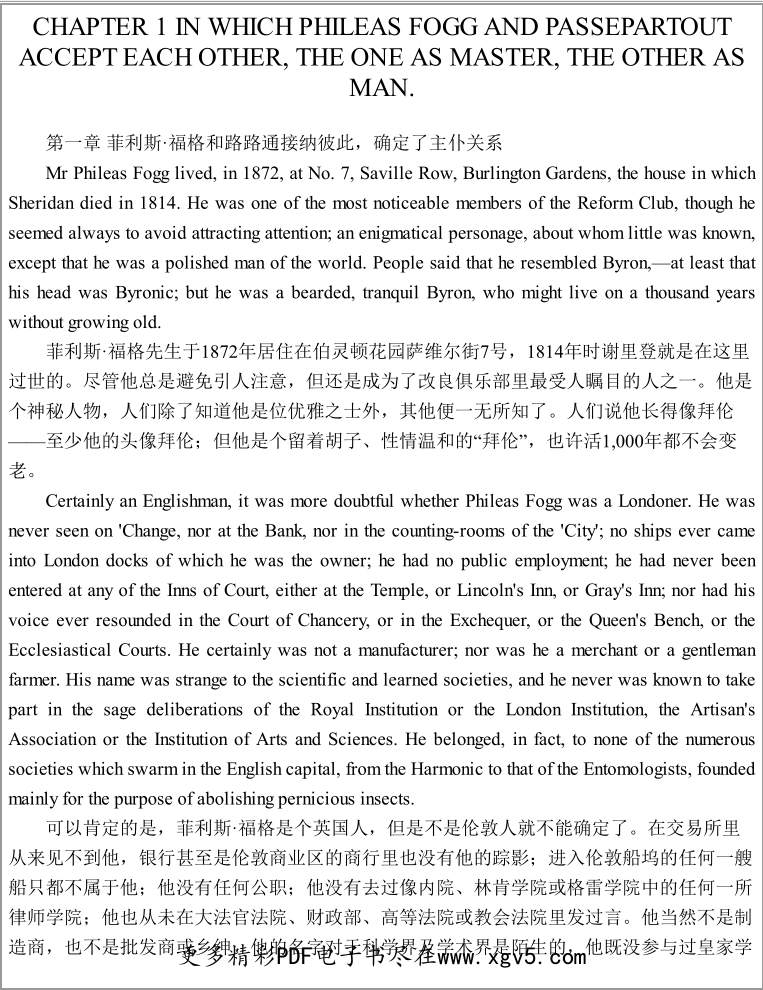 CHAPTER 1 IN WHICH PHILEAS FOGG AND PASSEPARTOUT
ACCEPT EACH OTHER, THE ONE AS MASTER, THE OTHER AS
MAN.
第一章 菲利斯·福格和路路通接纳彼此，确定了主仆关系
Mr Phileas Fogg lived, in 1872, at No. 7, Saville Row, Burlington Gardens, the house in which
Sheridan died in 1814. He was one of the most noticeable members of the Reform Club, though he
seemed always to avoid attracting attention; an enigmatical personage, about whom little was known,
except that he was a polished man of the world. People said that he resembled Byron,—at least that
his head was Byronic; but he was a bearded, tranquil Byron, who might live on a thousand years
without growing old.
菲利斯·福格先生于1872年居住在伯灵顿花园萨维尔街7号，1814年时谢里登就是在这里
过世的。尽管他总是避免引人注意，但还是成为了改良俱乐部里最受人瞩目的人之一。他是
个神秘人物，人们除了知道他是位优雅之士外，其他便一无所知了。人们说他长得像拜伦
——至少他的头像拜伦；但他是个留着胡子、性情温和的“拜伦”，也许活1,000年都不会变
老。
Certainly an Englishman, it was more doubtful whether Phileas Fogg was a Londoner. He was
never seen on 'Change, nor at the Bank, nor in the counting-rooms of the 'City'; no ships ever came
into London docks of which he was the owner; he had no public employment; he had never been
entered at any of the Inns of Court, either at the Temple, or Lincoln's Inn, or Gray's Inn; nor had his
voice ever resounded in the Court of Chancery, or in the Exchequer, or the Queen's Bench, or the
Ecclesiastical Courts. He certainly was not a manufacturer; nor was he a merchant or a gentleman
farmer. His name was strange to the scientific and learned societies, and he never was known to take
part in the sage deliberations of the Royal Institution or the London Institution, the Artisan's
Association or the Institution of Arts and Sciences. He belonged, in fact, to none of the numerous
societies which swarm in the English capital, from the Harmonic to that of the Entomologists, founded
mainly for the purpose of abolishing pernicious insects.
可以肯定的是，菲利斯·福格是个英国人，但是不是伦敦人就不能确定了。在交易所里
从来见不到他，银行甚至是伦敦商业区的商行里也没有他的踪影；进入伦敦船坞的任何一艘
船只都不属于他；他没有任何公职；他没有去过像内院、林肯学院或格雷学院中的任何一所
律师学院；他也从未在大法官法院、财政部、高等法院或教会法院里发过言。他当然不是制
造商，也不是批发商或乡绅。他的名字对于科学界及学术界是陌生的，他既没参与过皇家学
更多精彩PDF电子书尽在www.xgv5.com